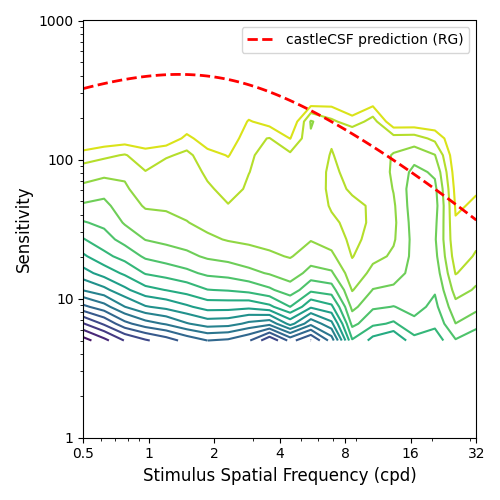 1000
castleCSF prediction (RG)
100
10
1
Sensitivity
0.5 1 2 4 8 16 32
Stimulus Spatial Frequency (cpd)